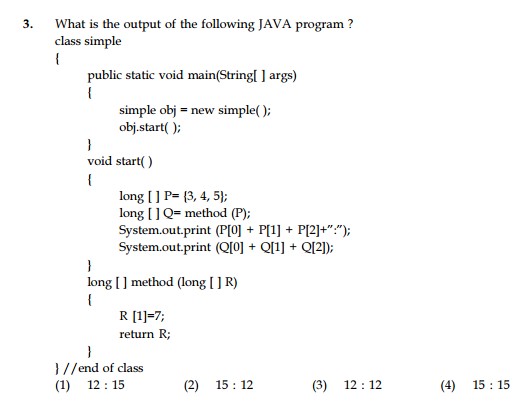 3. What is the output of the following JAVA program ?
class simple
{
public static void main(String[ ] args)
{
simple obj = new simple( );
obj.start( );
}
void start( )
{
long [ ] P= {3, 4, 5};
long [ ] Q= method (P);
System.out.print (P[0] + P[1] + P[2]+":");
System.out.print (Q[0] + Q[1] + Q[2]);
}
long [ ] method (long [ ] R)
{
R [1]=7;
return R;
}
} //end of class
(1) 12 : 15 (2) 15 : 12 (3) 12 : 12 (4) 15 : 15